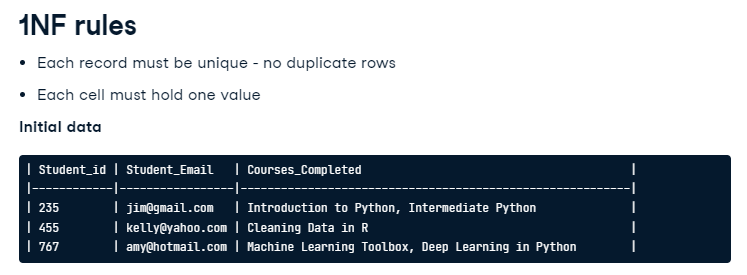 1NF rules
• Each record must be unique - no duplicate rows
• Each cell must hold one value
Initial data
| Student_id | Student_Email | Courses_Completed |
|------------|----------------|----------------------------------------------------------|
| 235 | jim@gmail.com | Introduction to Python, Intermediate Python |
| 455 | kelly@yahoo.com | Cleaning Data in R |
| 767 | amy@hotmail.com | Machine Learning Toolbox, Deep Learning in Python |